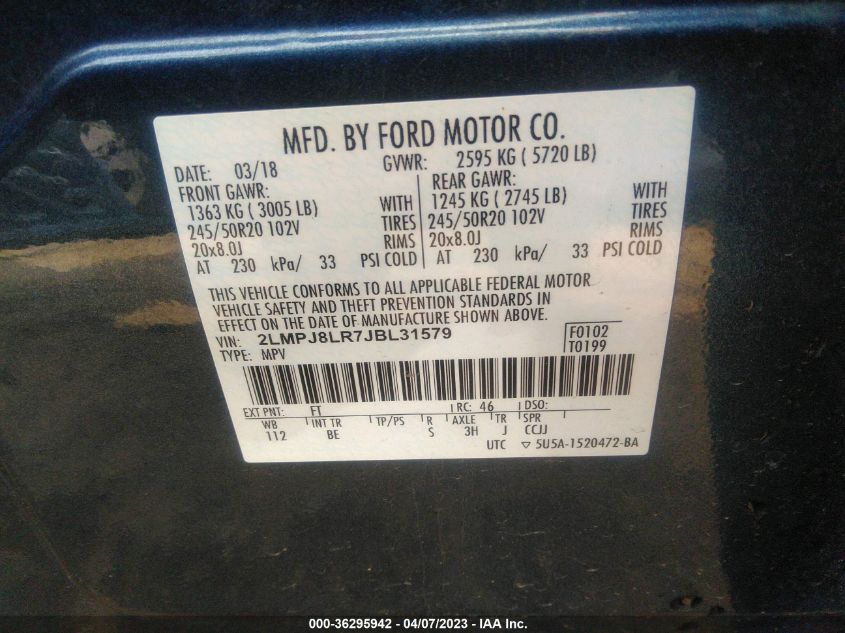 MFD. BY FORD MOTOR CO.
DATE: 03/18 GVWR: 2595 KG ( 5720 LB)
FRONT GAWR: REAR GAWR:
1363 KG ( 3005 LB) WITH 1245 KG ( 2745 LB) WITH
245/50R20 102V TIRES 245/50R20 102V TIRES
20x8.0J RIMS 20x8.0J RIMS
AT 230 kPa/ 33 PSI COLD AT 230 kPa/ 33 PSI COLD
THIS VEHICLE CONFORMS TO ALL APPLICABLE FEDERAL MOTOR
VEHICLE SAFETY AND THEFT PREVENTION STANDARDS IN
EFFECT ON THE DATE OF MANUFACTURE SHOWN ABOVE.
VIN: 2LMPJ8LR7JBL31579 F0102
TYPE: MPV T0199
EXT PNT: FT RC: 46 DSO:
WB INT TR TP/PS R AXLE TR SPR
112 BE S 3H J CCJJ
UTC ▽ 5U5A-1520472-BA
000-36295942 - 04/07/2023 - IAA Inc.